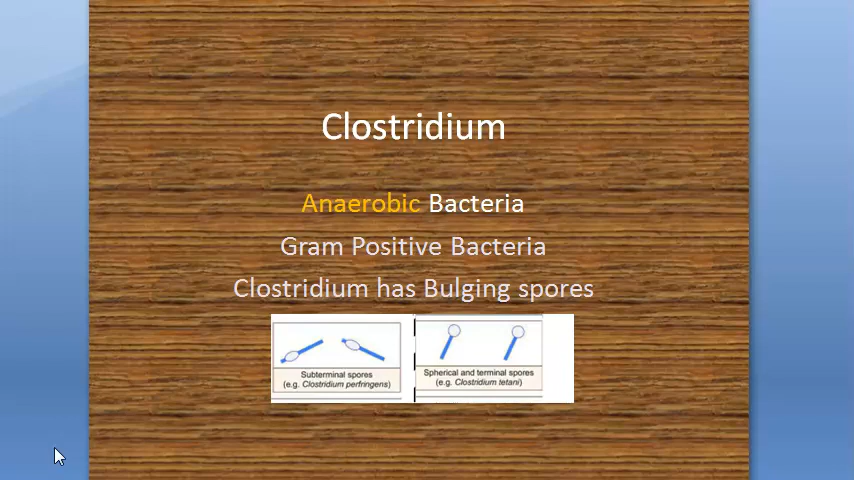 Clostridium
Anaerobic Bacteria
Gram Positive Bacteria
Clostridium has Bulging spores
Subterminal spores
(e.g. Clostridium perfringens)
Spherical and terminal spores
(e.g. Clostridium tetani)